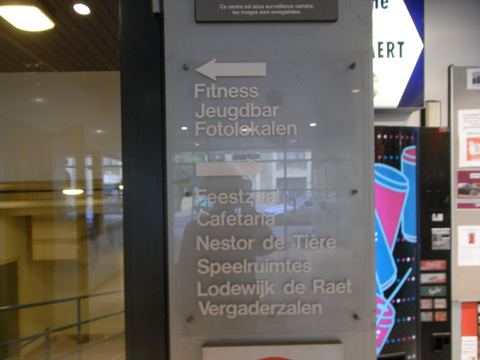 Ce centre est sous surveillance caméra;
les images sont enregistrées.
ERT
Fitness
Jeugdbar
Fotolokalen
Feestzaal
Cafetaria
Nestor de Tière
Speelruimtes
Lodewijk de Raet
Vergaderzalen